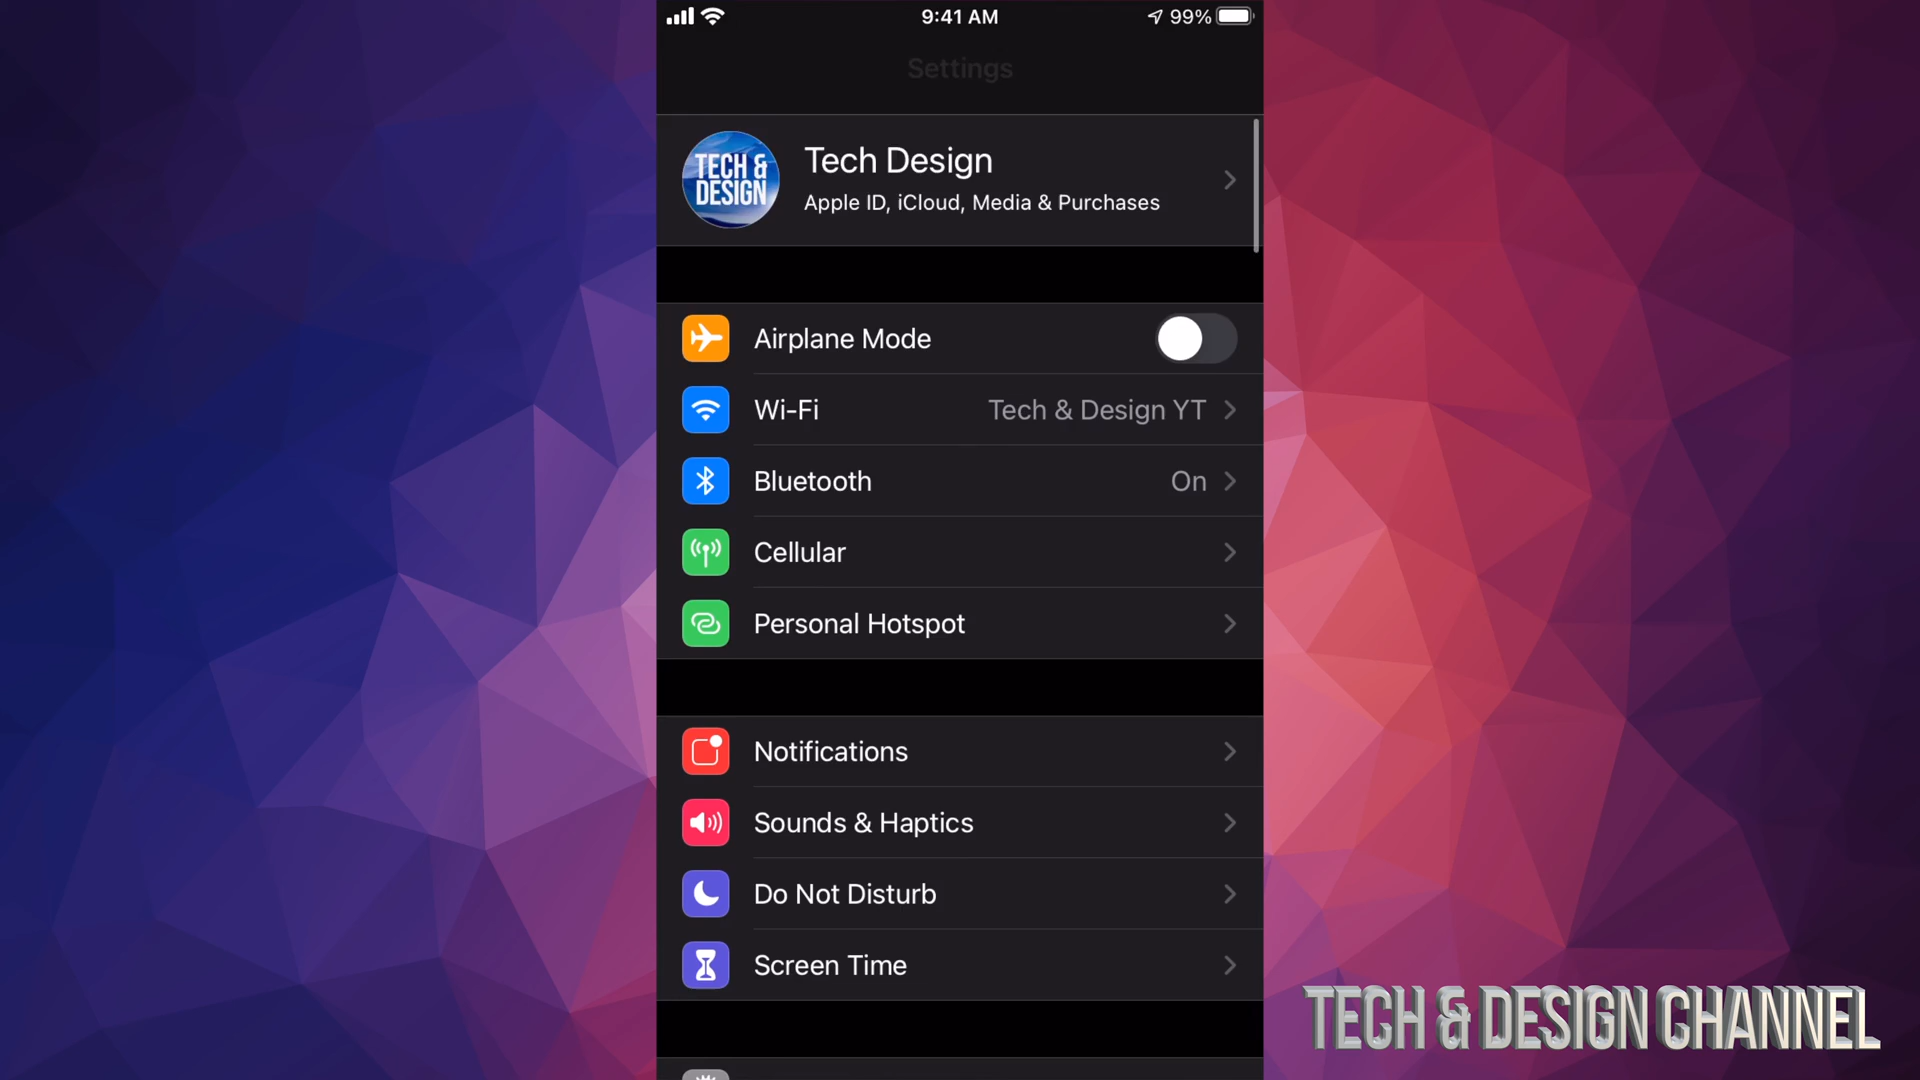 9:41 AM
99%
Settings
TECH &
DESIGN
Tech Design
Apple ID, iCloud, Media & Purchases
Airplane Mode
Wi-Fi
Tech & Design YT
Bluetooth
On
Cellular
Personal Hotspot
Notifications
Sounds & Haptics
Do Not Disturb
Screen Time
TECH & DESIGN CHANNEL